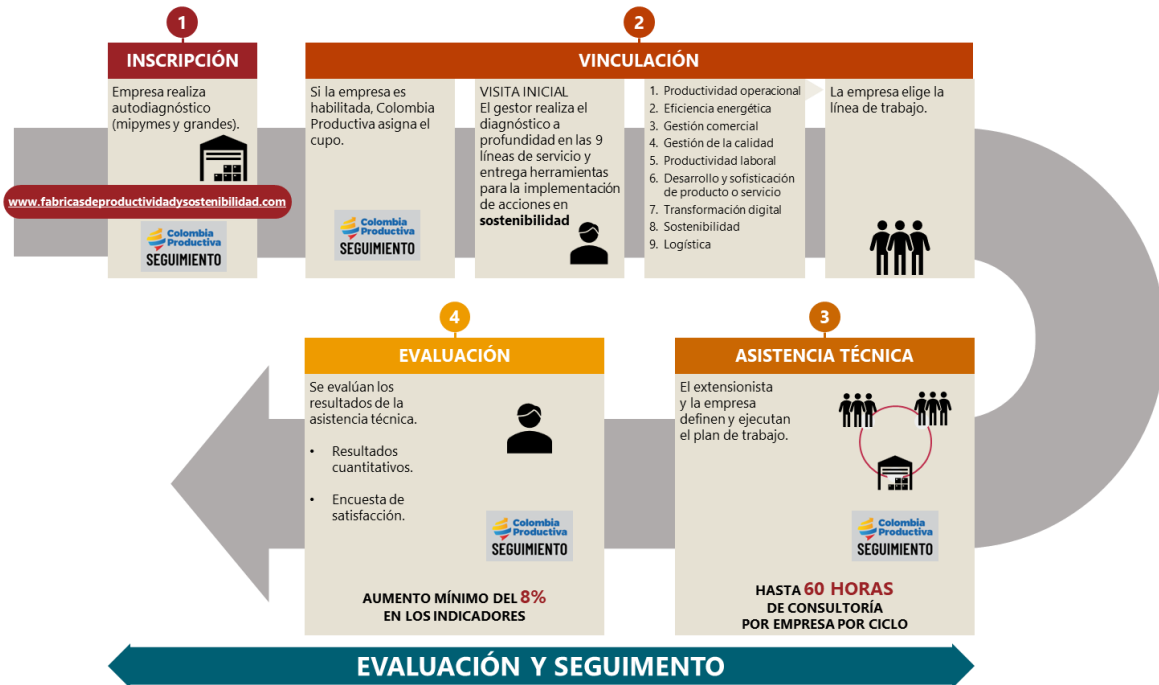 1
INSCRIPCIÓN
Empresa realiza
autodiagnóstico
(mipymes y grandes).
www.fabricasdeproductividadysostenibilidad.com
Colombia
Productiva
SEGUIMIENTO
2
VINCULACIÓN
Si la empresa es
habilitada, Colombia
Productiva asigna el
cupo.
Colombia
Productiva
SEGUIMIENTO
VISITA INICIAL
El gestor realiza el
diagnóstico a
profundidad en las 9
líneas de servicio y
entrega herramientas
para la implementación
de acciones en
sostenibilidad
1. Productividad operacional
2. Eficiencia energética
3. Gestión comercial
4. Gestión de la calidad
5. Productividad laboral
6. Desarrollo y sofisticación
de producto o servicio
7. Transformación digital
8. Sostenibilidad
9. Logística
La empresa elige la
línea de trabajo.
3
ASISTENCIA TÉCNICA
El extensionista
y la empresa
definen y ejecutan
el plan de trabajo.
Colombia
Productiva
SEGUIMIENTO
HASTA 60 HORAS
DE CONSULTORÍA
POR EMPRESA POR CICLO
4
EVALUACIÓN
Se evalúan los
resultados de la
asistencia técnica.
• Resultados
cuantitativos.
• Encuesta de
satisfacción.
Colombia
Productiva
SEGUIMIENTO
AUMENTO MÍNIMO DEL 8%
EN LOS INDICADORES
EVALUACIÓN Y SEGUIMENTO